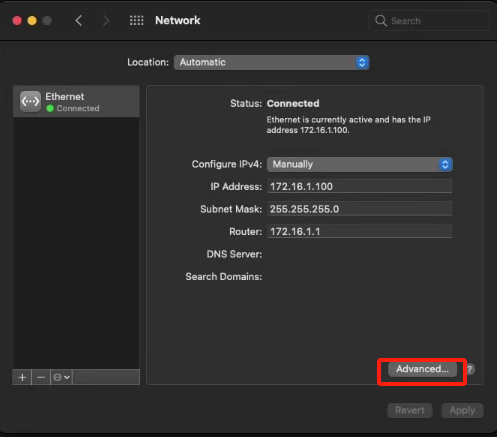 Network
Search
Location: Automatic
Ethernet
Connected
Status: Connected
Ethernet is currently active and has the IP
address 172.16.1.100.
Configure IPv4: Manually
IP Address: 172.16.1.100
Subnet Mask: 255.255.255.0
Router: 172.16.1.1
DNS Server:
Search Domains:
Advanced... ?
Revert Apply